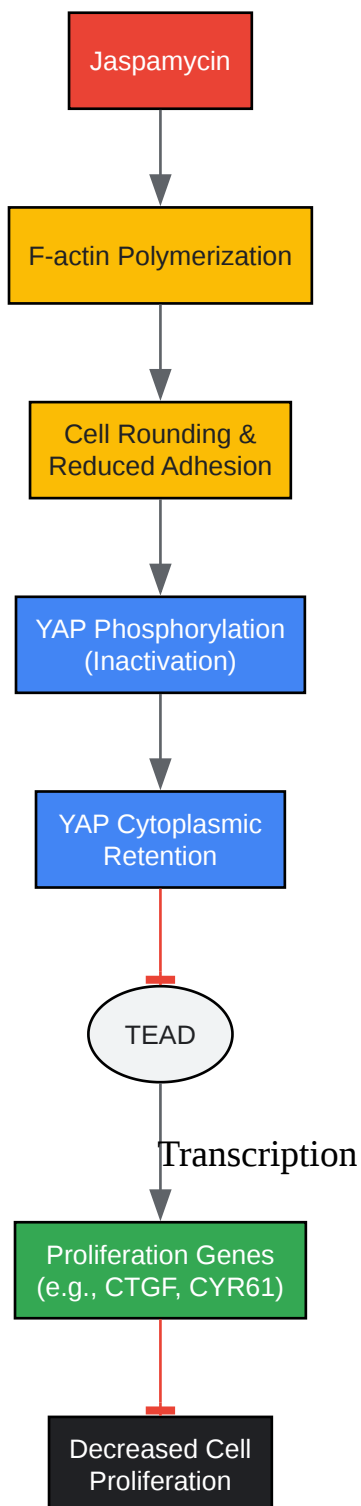 Jaspamycin
F-actin Polymerization
Cell Rounding &
Reduced Adhesion
YAP Phosphorylation
(Inactivation)
YAP Cytoplasmic
Retention
TEAD
Transcription
Proliferation Genes
(e.g., CTGF, CYR61)
Decreased Cell
Proliferation